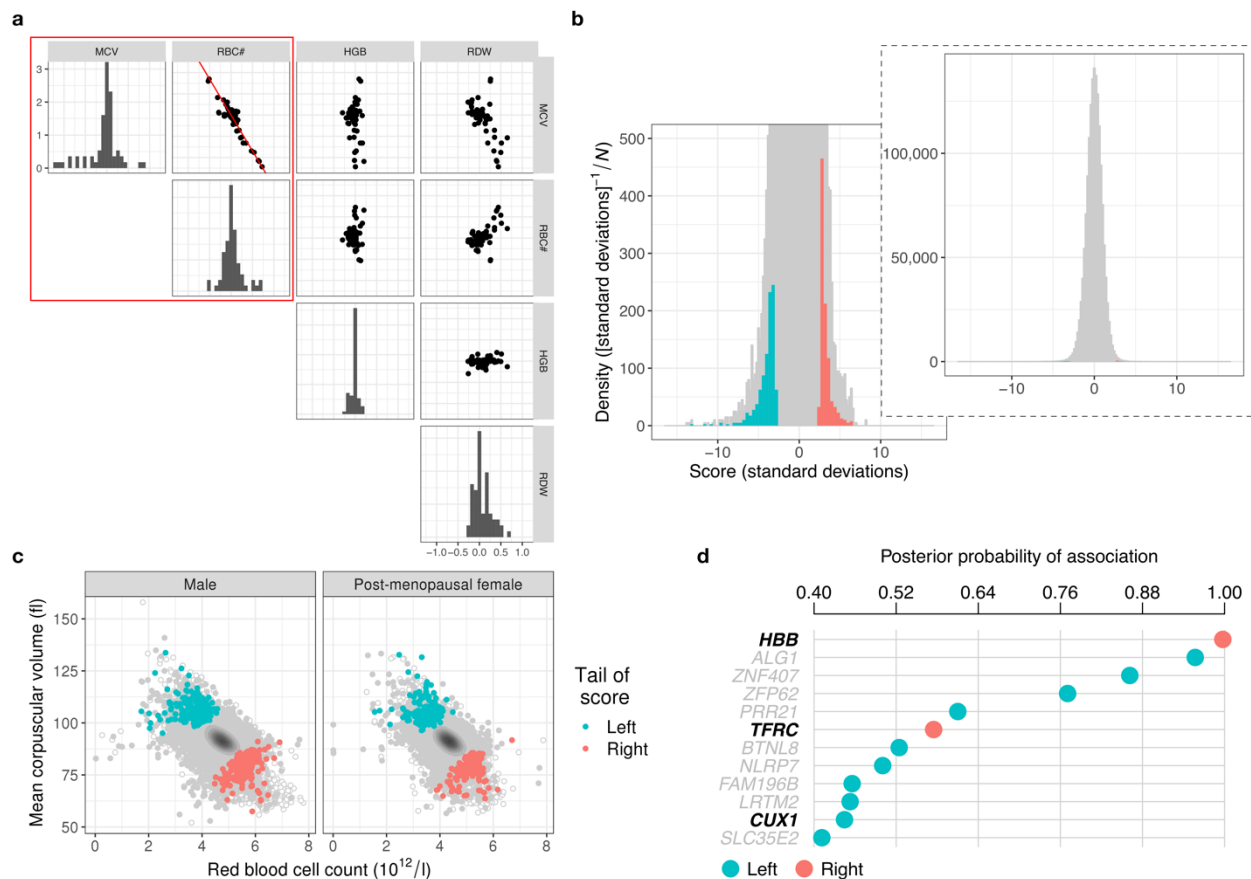 a
MCV RBC# HGB RDW
3
2
1
0
MCV
RBC#
HGB
RDW
−1.0 −0.5 0.0 0.5 1.0
b
Density ([standard deviations]⁻¹/N)
500
400
300
200
100
0
−10 0 10
Score (standard deviations)
100,000
50,000
0
−10 0 10
c
Male Post-menopausal female
Mean corpuscular volume (fl)
150
125
100
75
50
0 2 4 6 8 0 2 4 6 8
Red blood cell count (10¹²/l)
Tail of
score
Left
Right
d
Posterior probability of association
0.40 0.52 0.64 0.76 0.88 1.00
HBB
ALG1
ZNF407
ZFP62
PRR21
TFRC
BTNL8
NLRP7
FAM196B
LRTM2
CUX1
SLC35E2
Left Right